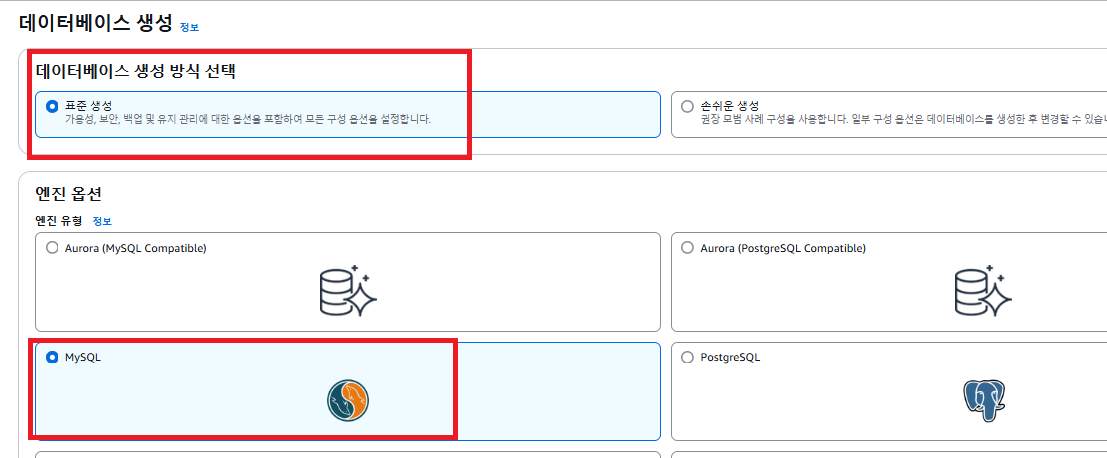 데이터베이스 생성 정보
데이터베이스 생성 방식 선택
표준 생성
가용성, 보안, 백업 및 유지 관리에 대한 옵션을 포함하여 모든 구성 옵션을 설정합니다.
손쉬운 생성
권장 모범 사례 구성을 사용합니다. 일부 구성 옵션은 데이터베이스를 생성한 후 변경할 수 있습니
엔진 옵션
엔진 유형 정보
Aurora (MySQL Compatible)
Aurora (PostgreSQL Compatible)
MySQL
PostgreSQL